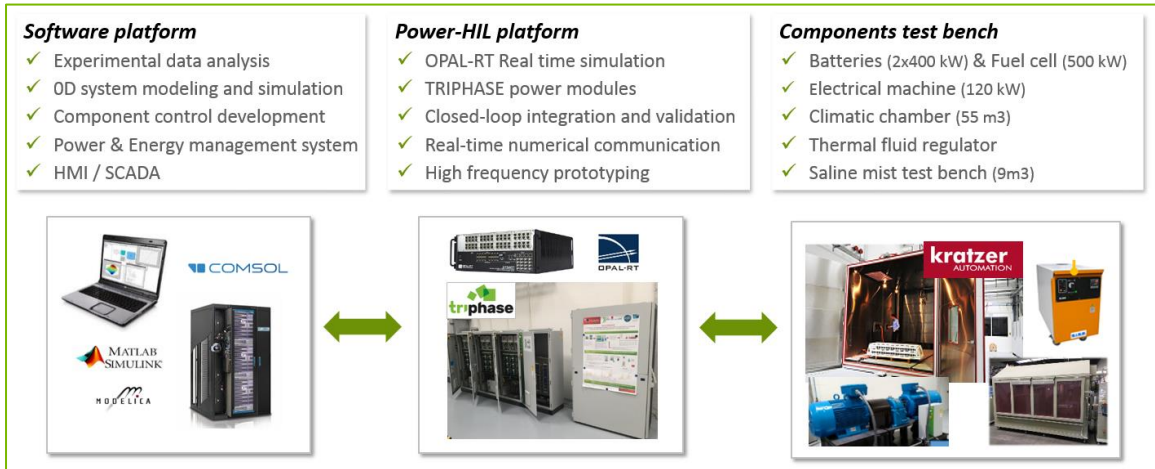 Software platform
✓ Experimental data analysis
✓ 0D system modeling and simulation
✓ Component control development
✓ Power & Energy management system
✓ HMI / SCADA
Power-HIL platform
✓ OPAL-RT Real time simulation
✓ TRIPHASE power modules
✓ Closed-loop integration and validation
✓ Real-time numerical communication
✓ High frequency prototyping
Components test bench
✓ Batteries (2x400 kW) & Fuel cell (500 kW)
✓ Electrical machine (120 kW)
✓ Climatic chamber (55 m3)
✓ Thermal fluid regulator
✓ Saline mist test bench (9m3)
COMSOL
MATLAB
SIMULINK
MODELICA
OPAL-RT
triphase
kratzer
AUTOMATION